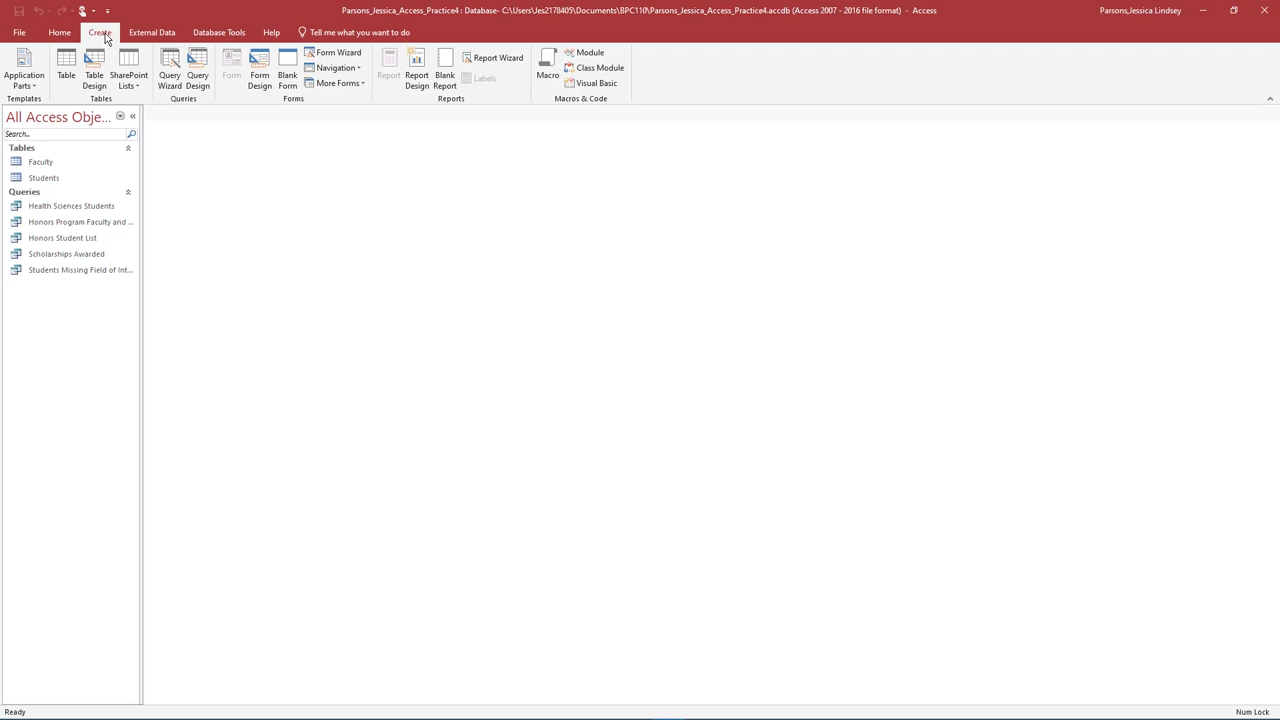 Parsons_Jessica_Access_Practice4 : Database- C:\Users\Jes2178405\Documents\BPC110\Parsons_Jessica_Access_Practice4.accdb (Access 2007 - 2016 file format) - Access
Parsons,Jessica Lindsey
File Home Create External Data Database Tools Help Tell me what you want to do
Application Parts
Templates
Table
Table Design
SharePoint Lists
Tables
Query Wizard
Query Design
Queries
Form
Form Design
Blank Form
Form Wizard
Navigation
More Forms
Forms
Report
Report Design
Blank Report
Report Wizard
Labels
Reports
Macro
Module
Class Module
Visual Basic
Macros & Code
All Access Obje...
Search...
Tables
Faculty
Students
Queries
Health Sciences Students
Honors Program Faculty and ...
Honors Student List
Scholarships Awarded
Students Missing Field of Int...
Ready
Num Lock